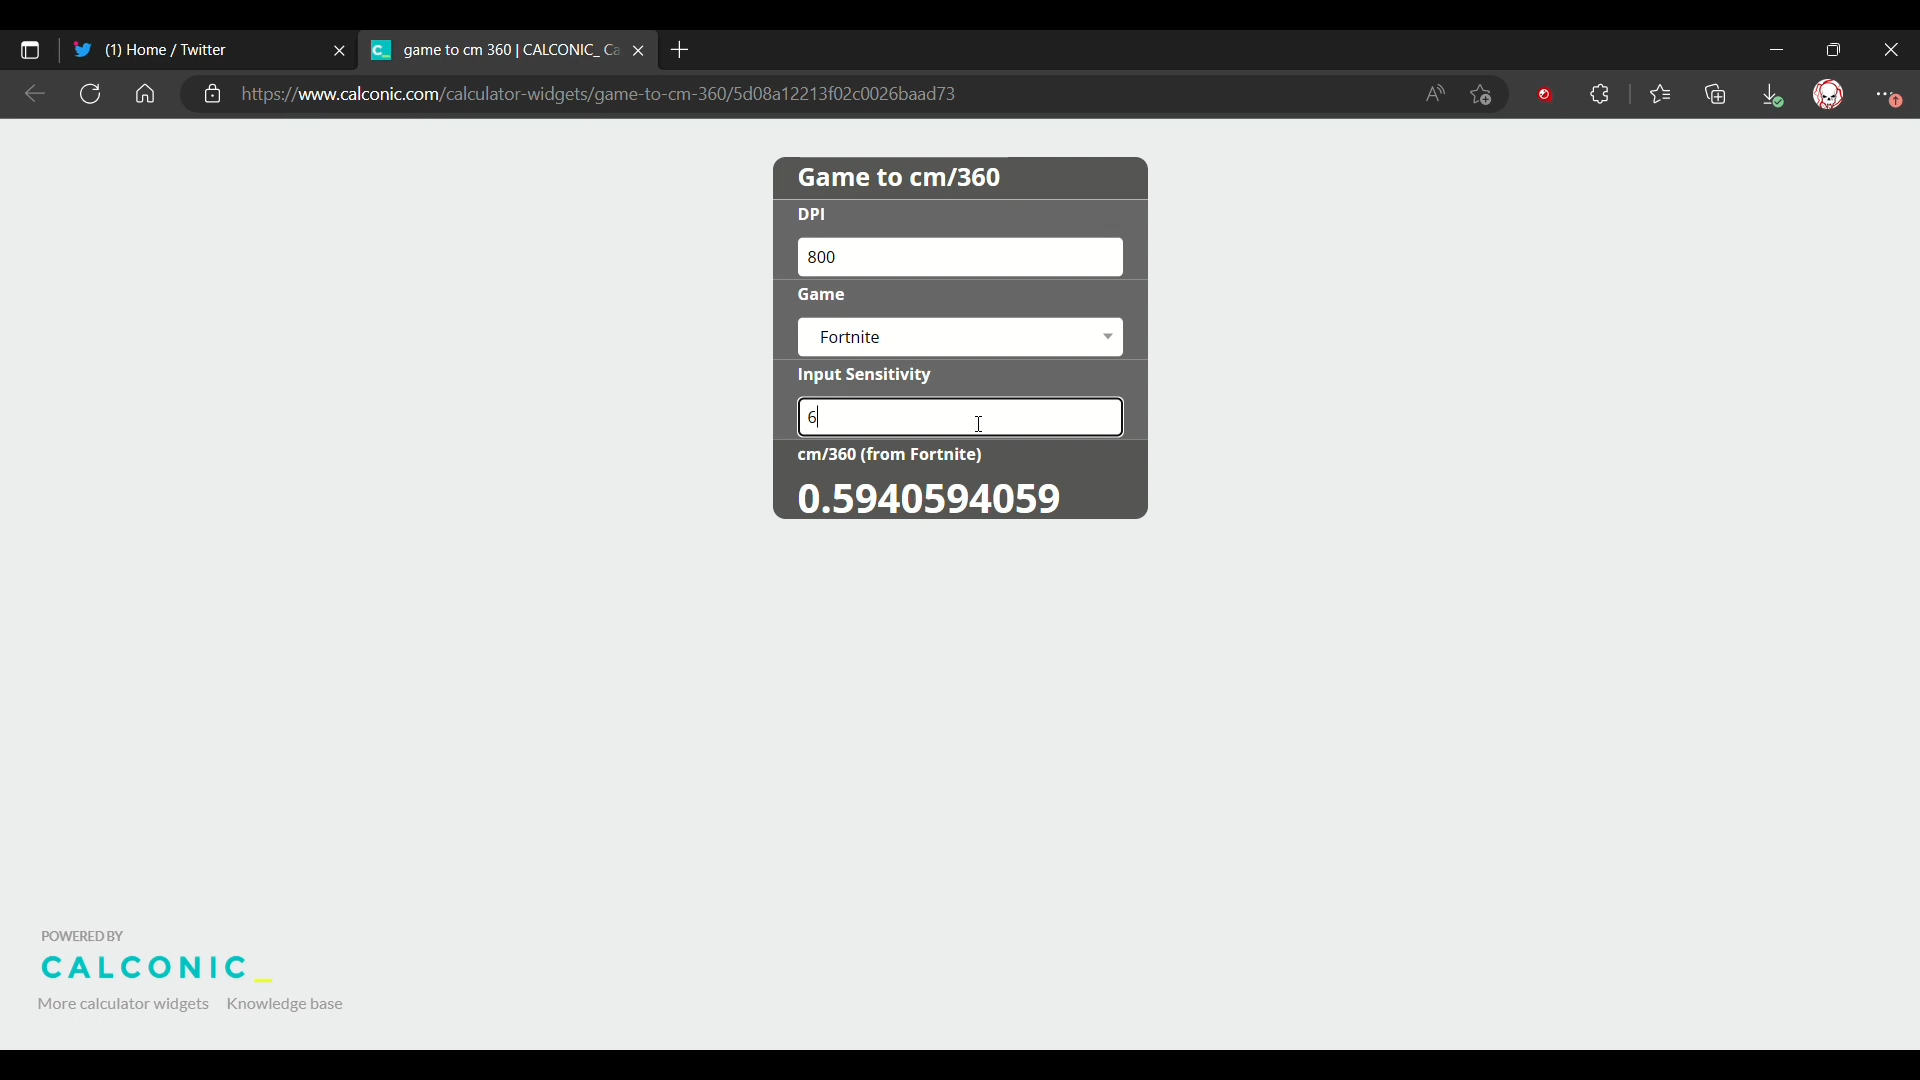 (1) Home / Twitter
game to cm 360 | CALCONIC_ Ca
https://www.calconic.com/calculator-widgets/game-to-cm-360/5d08a12213f02c0026baad73
Game to cm/360
DPI
800
Game
Fortnite
Input Sensitivity
6
cm/360 (from Fortnite)
0.5940594059
POWERED BY
CALCONIC_
More calculator widgets Knowledge base